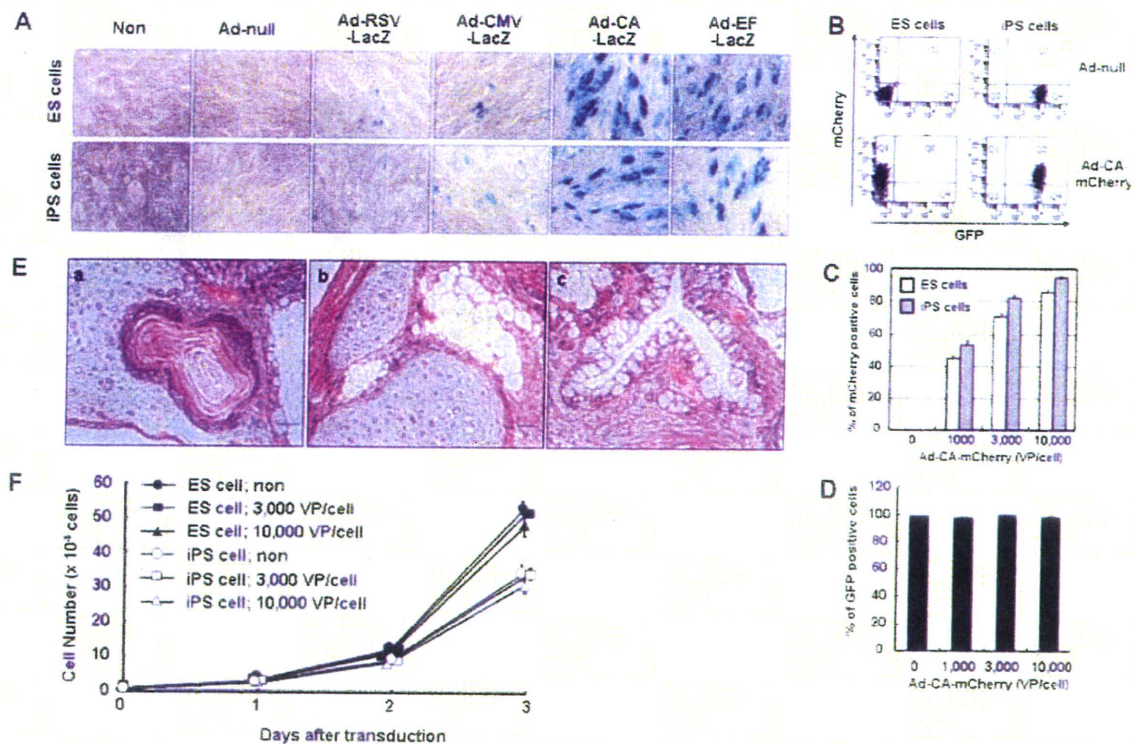 A
Non
Ad-null
Ad-RSV
-LacZ
Ad-CMV
-LacZ
Ad-CA
-LacZ
Ad-EF
-LacZ
ES cells
iPS cells
B
ES cells
iPS cells
Ad-null
Ad-CA
mCherry
mCherry
GFP
E
a
b
c
C
100
80
60
40
20
0
ES cells
iPS cells
% of mCherry positive cells
0
1000
3,000
10,000
Ad-CA-mCherry (VP/cell)
F
60
50
40
30
20
10
0
Cell Number (x 10⁻⁴ cells)
ES cell; non
ES cell; 3,000 VP/cell
ES cell; 10,000 VP/cell
iPS cell; non
iPS cell; 3,000 VP/cell
iPS cell; 10,000 VP/cell
0
1
2
3
Days after transduction
D
120
100
80
60
40
20
0
% of GFP positive cells
0
1,000
3,000
10,000
Ad-CA-mCherry (VP/cell)